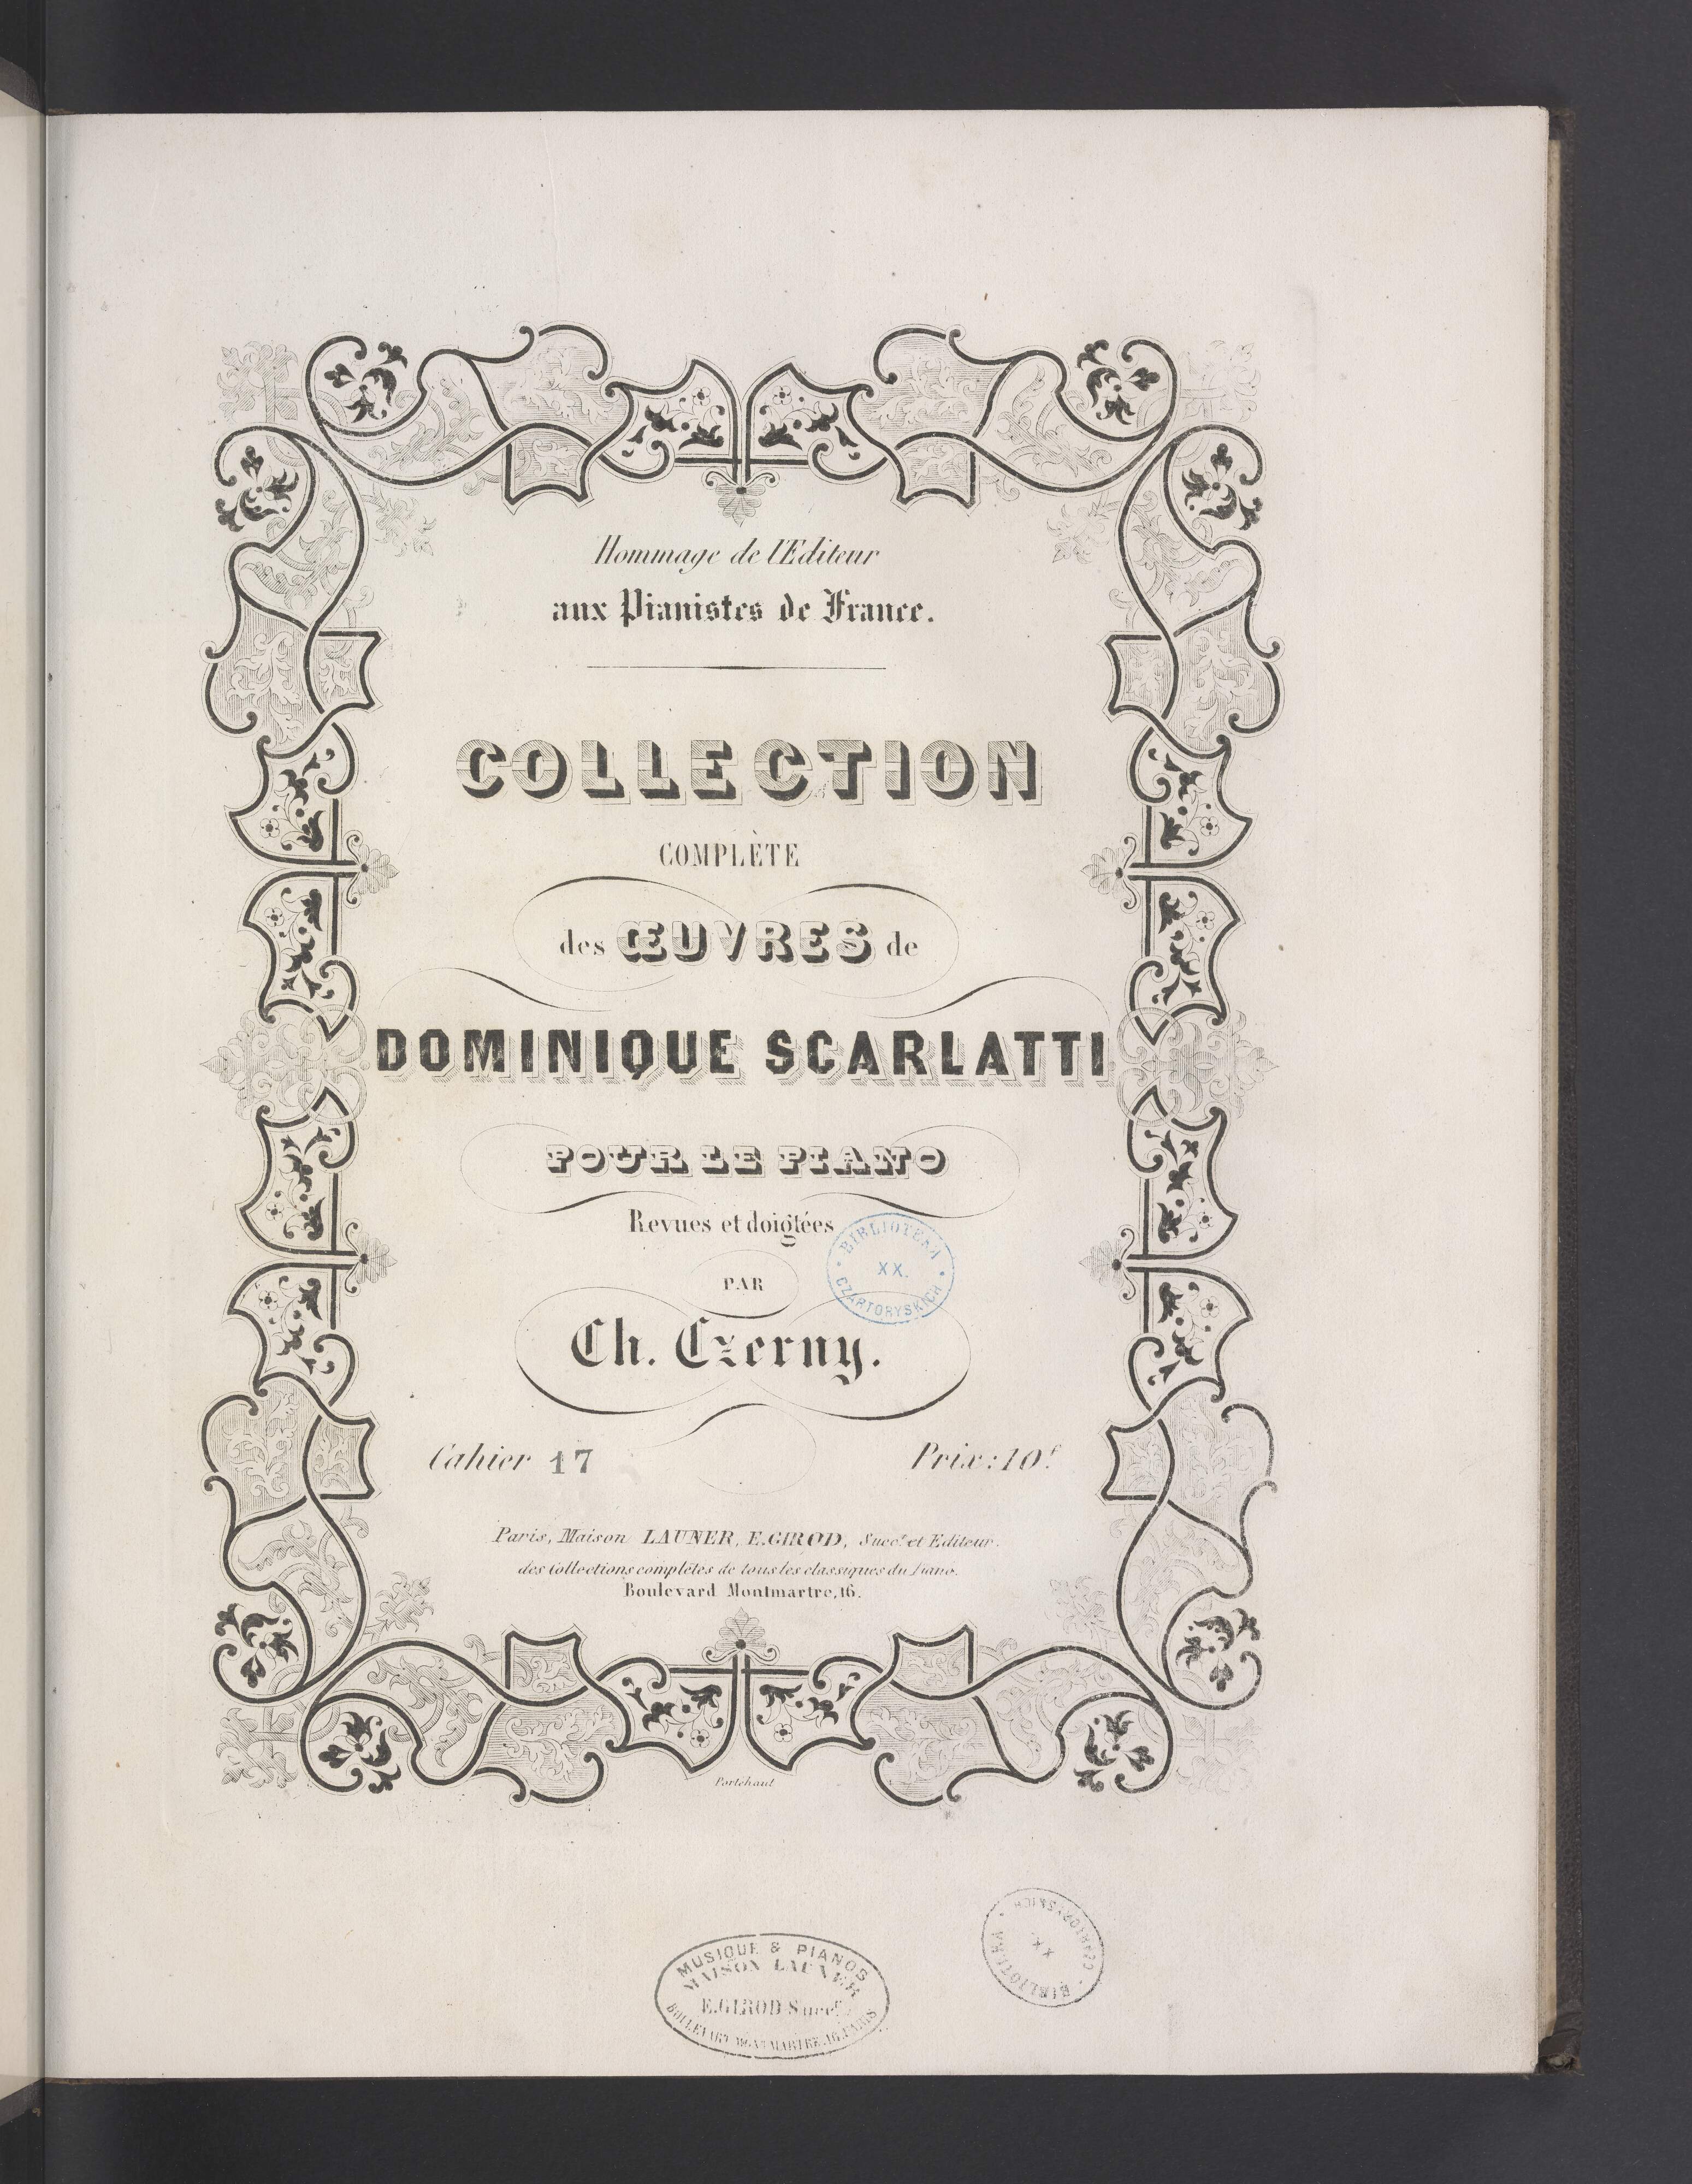 Hommage de l'Editeur
aux Pianistes de France.
COLLECTION
COMPLÈTE
des ŒUVRES de
DOMINIQUE SCARLATTI
POUR LE PIANO
Revues et doigtées
PAR
Ch. Czerny.
BIBLIOTEKA
XX.
CZARTORYSKICH
Cahier 17
Prix: 10f
Paris, Maison LAUNER, E. GIROD, Succr et Editeur.
des Collections complètes de tous les classiques du Piano.
Boulevard Montmartre, 16.
Portehaut
MUSIQUE & PIANOS
MAISON LAUNER
E. GIROD Succr
BOULEVART MONTMARTRE. 16. PARIS
BIBLIOTEKA
XX.
CZARTORYSKICH